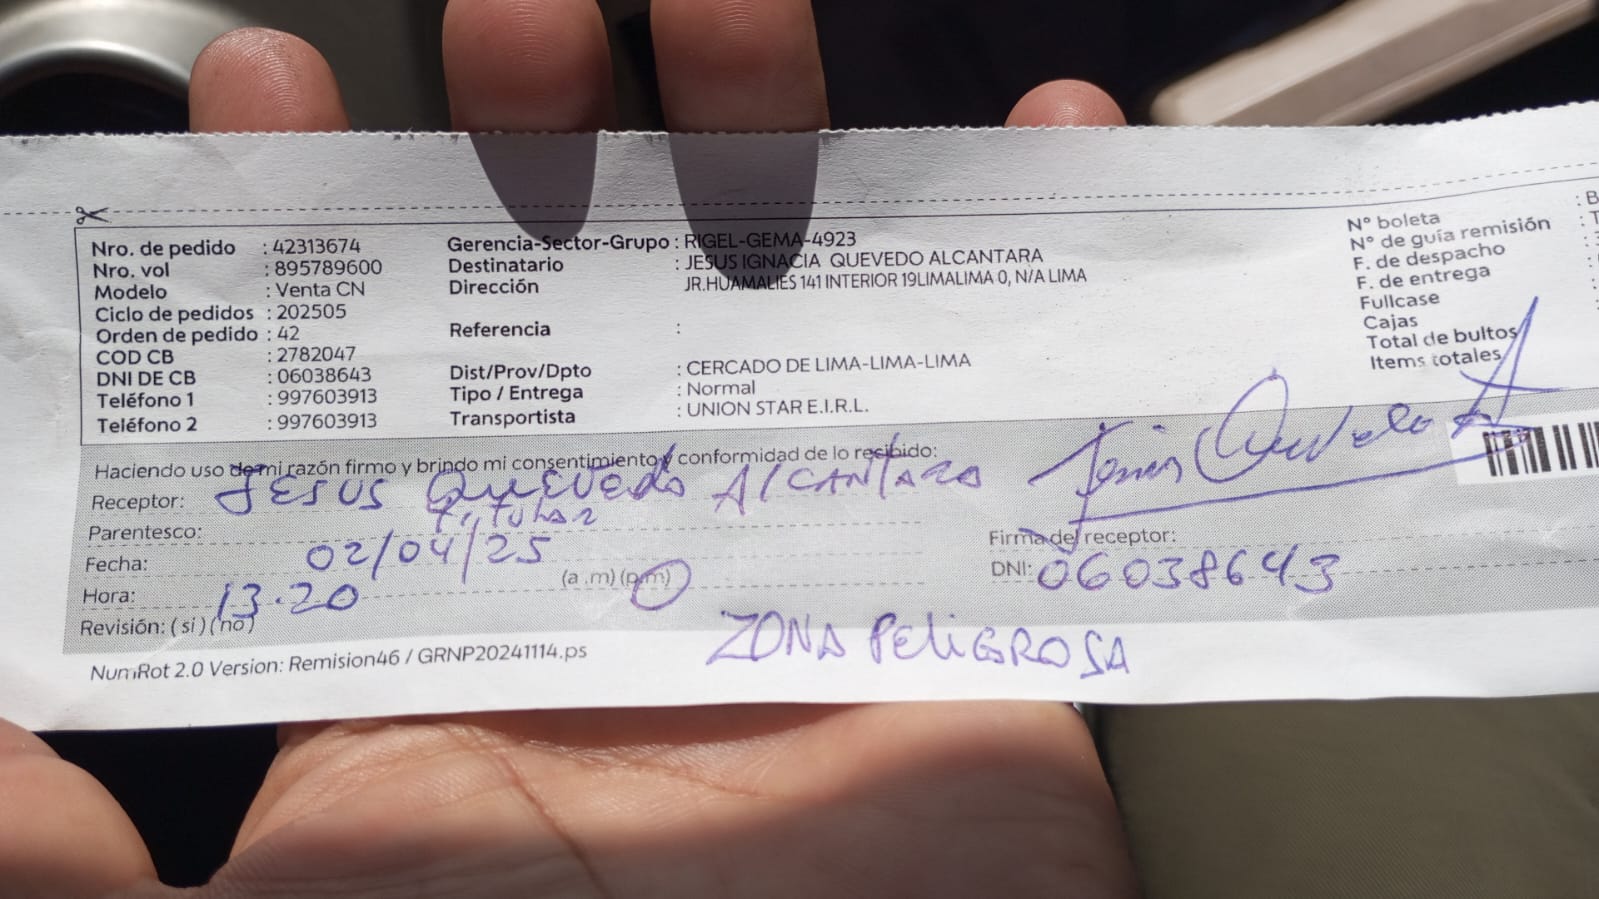 Nro. de pedido : 42313674
Nro. vol : 895789600
Modelo : Venta CN
Ciclo de pedidos : 202505
Orden de pedido : 42
COD CB : 2782047
DNI DE CB : 06038643
Teléfono 1 : 997603913
Teléfono 2 : 997603913
Gerencia-Sector-Grupo : RIGEL-GEMA-4923
Destinatario : JESUS IGNACIA QUEVEDO ALCANTARA
Dirección JR.HUAMALIES 141 INTERIOR 19LIMALIMA 0, N/A LIMA
Referencia :
Dist/Prov/Dpto : CERCADO DE LIMA-LIMA-LIMA
Tipo / Entrega : Normal
Transportista : UNION STAR E.I.R.L.
N° boleta : B
N° de guía remisión : T
F. de despacho
F. de entrega
Fullcase
Cajas
Total de bultos
Items totales
Haciendo uso de mi razón firmo y brindo mi consentimiento y conformidad de lo recibido:
Receptor: JESUS QUEVEDO AlCANTARA
Jesús Quevedo A
Parentesco: Titular
Firma del receptor:
Fecha: 02/04/25
DNI: 06038643
Hora: 13.20 (a .m) (p.m)
Revisión: ( si ) ( no )
ZONA PELIGROSA
NumRot 2.0 Version: Remision46 / GRNP20241114.ps